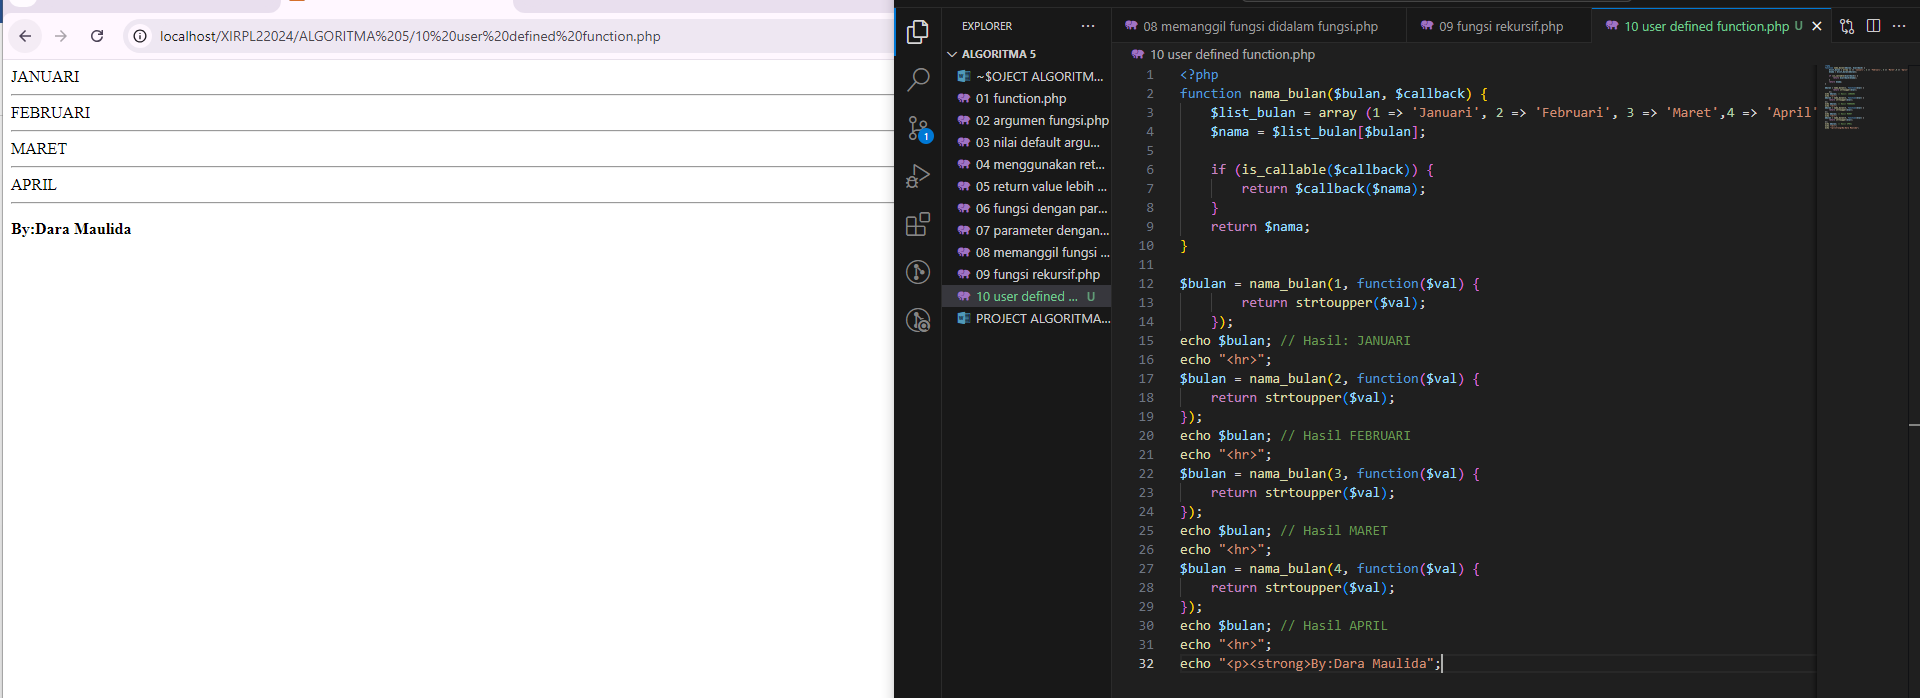 localhost/XIRPL22024/ALGORITMA%205/10%20user%20defined%20function.php
JANUARI
FEBRUARI
MARET
APRIL
By:Dara Maulida
EXPLORER
ALGORITMA 5
~$OJECT ALGORITM...
01 function.php
02 argumen fungsi.php
03 nilai default argu...
04 menggunakan ret...
05 return value lebih ...
06 fungsi dengan par...
07 parameter dengan...
08 memanggil fungsi ...
09 fungsi rekursif.php
10 user defined ... U
PROJECT ALGORITMA...
1
08 memanggil fungsi didalam fungsi.php
09 fungsi rekursif.php
10 user defined function.php U
10 user defined function.php
1 <?php
2 function nama_bulan($bulan, $callback) {
3 $list_bulan = array (1 => 'Januari', 2 => 'Februari', 3 => 'Maret',4 => 'April'
4 $nama = $list_bulan[$bulan];
5
6 if (is_callable($callback)) {
7 return $callback($nama);
8 }
9 return $nama;
10 }
11
12 $bulan = nama_bulan(1, function($val) {
13 return strtoupper($val);
14 });
15 echo $bulan; // Hasil: JANUARI
16 echo "<hr>";
17 $bulan = nama_bulan(2, function($val) {
18 return strtoupper($val);
19 });
20 echo $bulan; // Hasil FEBRUARI
21 echo "<hr>";
22 $bulan = nama_bulan(3, function($val) {
23 return strtoupper($val);
24 });
25 echo $bulan; // Hasil MARET
26 echo "<hr>";
27 $bulan = nama_bulan(4, function($val) {
28 return strtoupper($val);
29 });
30 echo $bulan; // Hasil APRIL
31 echo "<hr>";
32 echo "<p><strong>By:Dara Maulida";